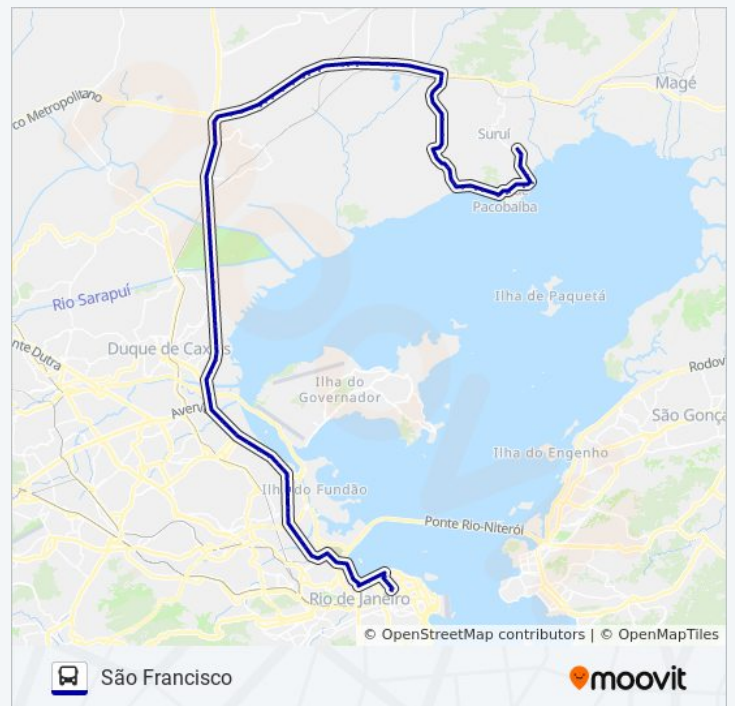 co Metropolitano
Magé
Suruí
Pacobaíba
Ilha de Paquetá
Rio Sarapuí
nte Dutra
Duque de Caxias
Rodov
Ilha do
Governador
São Gonça
Ilha do Engenho
Ilha do Fundão
Ponte Rio-Niterói
Rio de Janeiro
© OpenStreetMap contributors | © OpenMapTiles
São Francisco
moovit